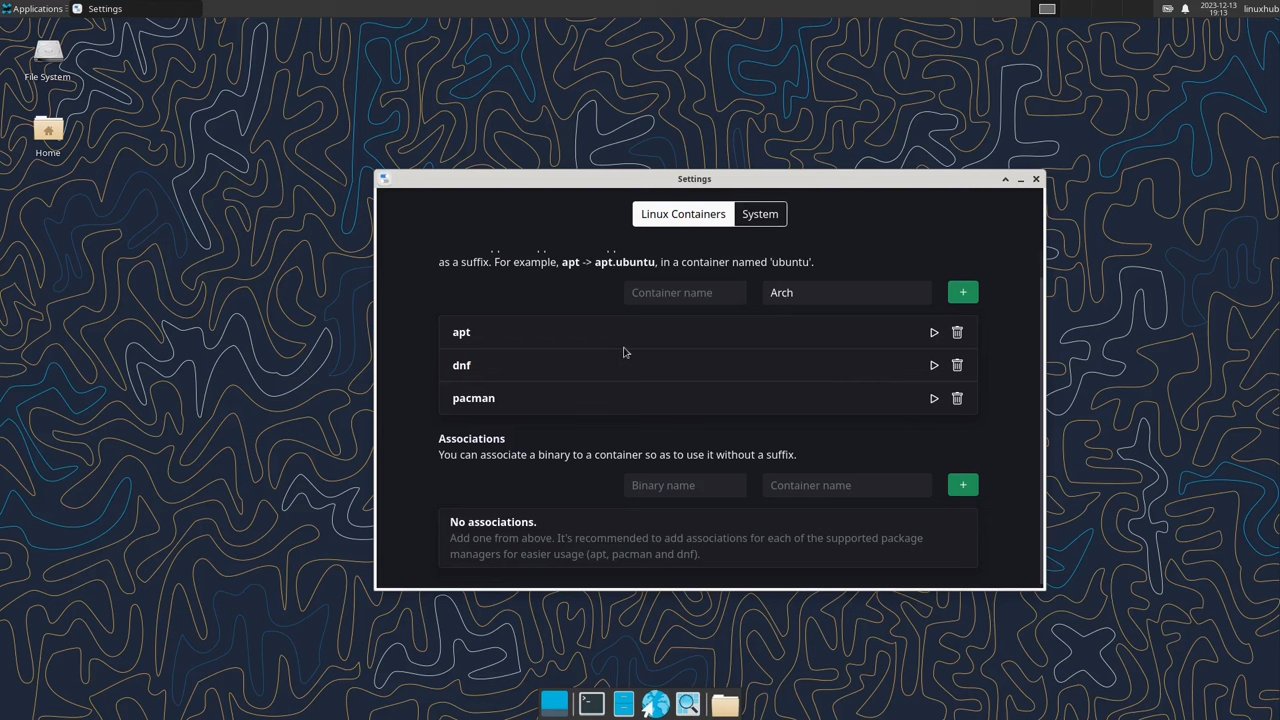 Applications
Settings
2023-12-13
19:13
linuxhub
File System
Home
Settings
Linux Containers
System
as a suffix. For example, apt -> apt.ubuntu, in a container named 'ubuntu'.
Container name
Arch
+
apt
dnf
pacman
Associations
You can associate a binary to a container so as to use it without a suffix.
Binary name
Container name
+
No associations.
Add one from above. It's recommended to add associations for each of the supported package
managers for easier usage (apt, pacman and dnf).